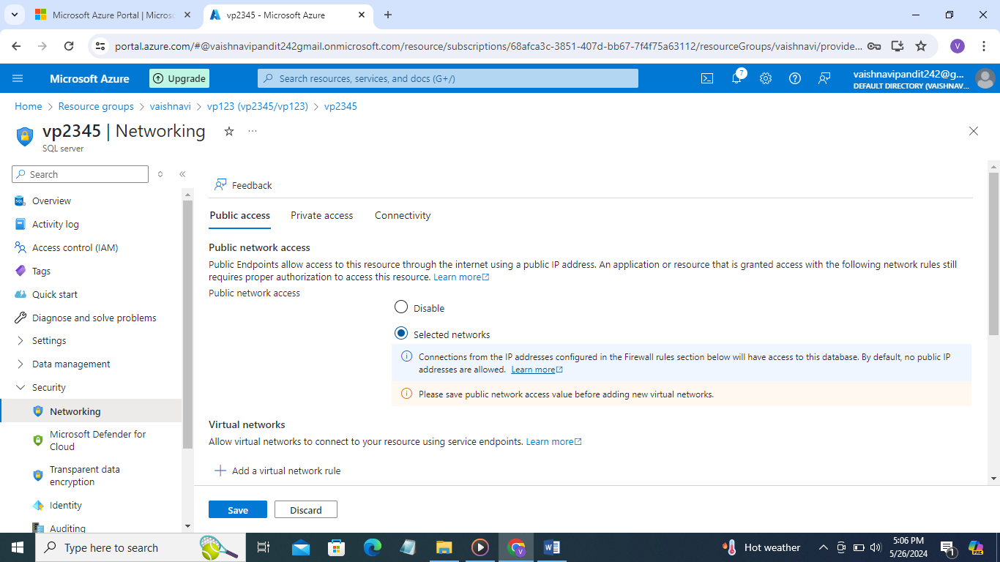 Microsoft Azure Portal | Micros
vp2345 - Microsoft Azure
portal.azure.com/#@vaishnavipandit242gmail.onmicrosoft.com/resource/subscriptions/68afca3c-3851-407d-bb67-7f4f75a63112/resourceGroups/vaishnavi/provide...
V
Microsoft Azure
Upgrade
Search resources, services, and docs (G+/)
7
vaishnavipandit242@g...
DEFAULT DIRECTORY (VAISHNAV...
Home > Resource groups > vaishnavi > vp123 (vp2345/vp123) > vp2345
vp2345 | Networking
SQL server
Search
Overview
Activity log
Access control (IAM)
Tags
Quick start
Diagnose and solve problems
Settings
Data management
Security
Networking
Microsoft Defender for
Cloud
Transparent data
encryption
Identity
Auditing
Feedback
Public access
Private access
Connectivity
Public network access
Public Endpoints allow access to this resource through the internet using a public IP address. An application or resource that is granted access with the following network rules still
requires proper authorization to access this resource. Learn more
Public network access
Disable
Selected networks
Connections from the IP addresses configured in the Firewall rules section below will have access to this database. By default, no public IP
addresses are allowed. Learn more
Please save public network access value before adding new virtual networks.
Virtual networks
Allow virtual networks to connect to your resource using service endpoints. Learn more
Add a virtual network rule
Save
Discard
Type here to search
Hot weather
5:06 PM
5/26/2024
1
PRE